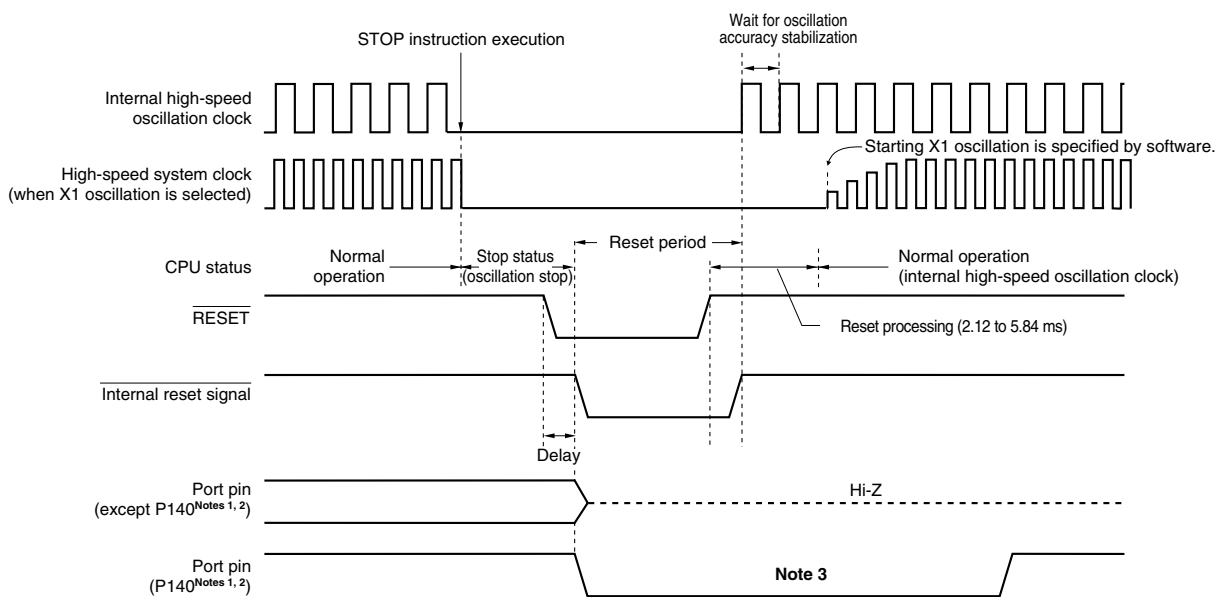 Wait for oscillation
accuracy stabilization
STOP instruction execution
Internal high-speed
oscillation clock
Starting X1 oscillation is specified by software.
High-speed system clock
(when X1 oscillation is selected)
Reset period
CPU status
Normal
operation
Stop status
(oscillation stop)
Normal operation
(internal high-speed oscillation clock)
RESET
Reset processing (2.12 to 5.84 ms)
Internal reset signal
Delay
Port pin
(except P140Notes 1, 2)
Hi-Z
Port pin
(P140Notes 1, 2)
Note 3